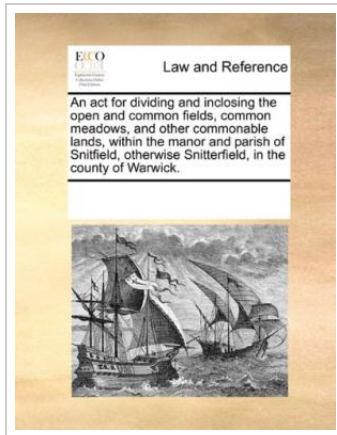 ECCO
Law and Reference
An act for dividing and inclosing the
open and common fields, common
meadows, and other commonable
lands, within the manor and parish of
Snitfield, otherwise Snitterfield, in the
county of Warwick.